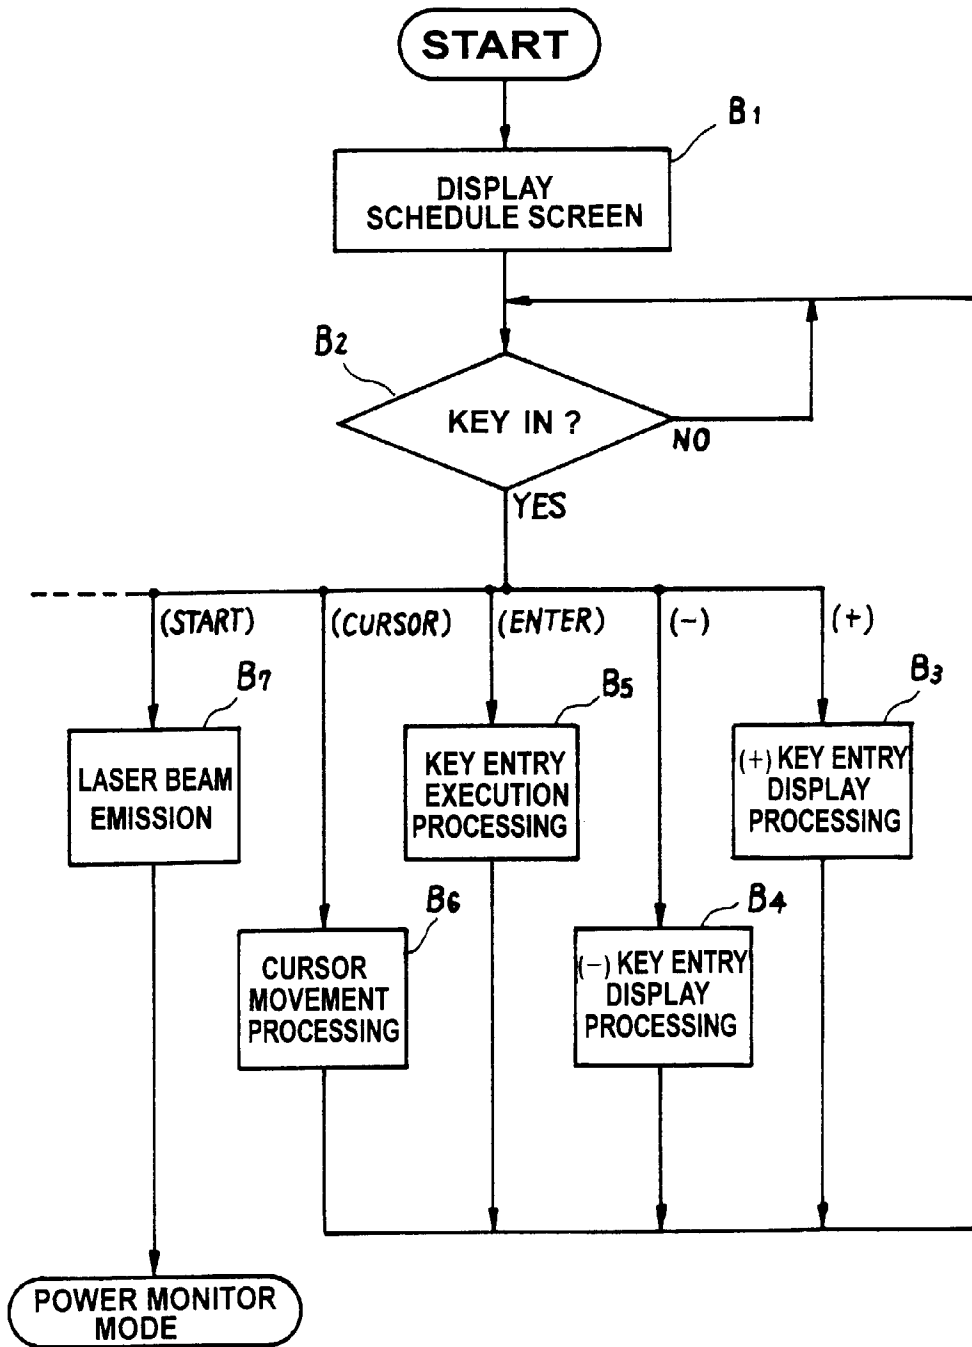 START
B1
DISPLAY
SCHEDULE SCREEN
B2
KEY IN ?
NO
YES
(START)
(CURSOR)
(ENTER)
(-)
(+)
B7
B5
B3
LASER BEAM
EMISSION
KEY ENTRY
EXECUTION
PROCESSING
(+) KEY ENTRY
DISPLAY
PROCESSING
B6
B4
CURSOR
MOVEMENT
PROCESSING
(-) KEY ENTRY
DISPLAY
PROCESSING
POWER MONITOR
MODE